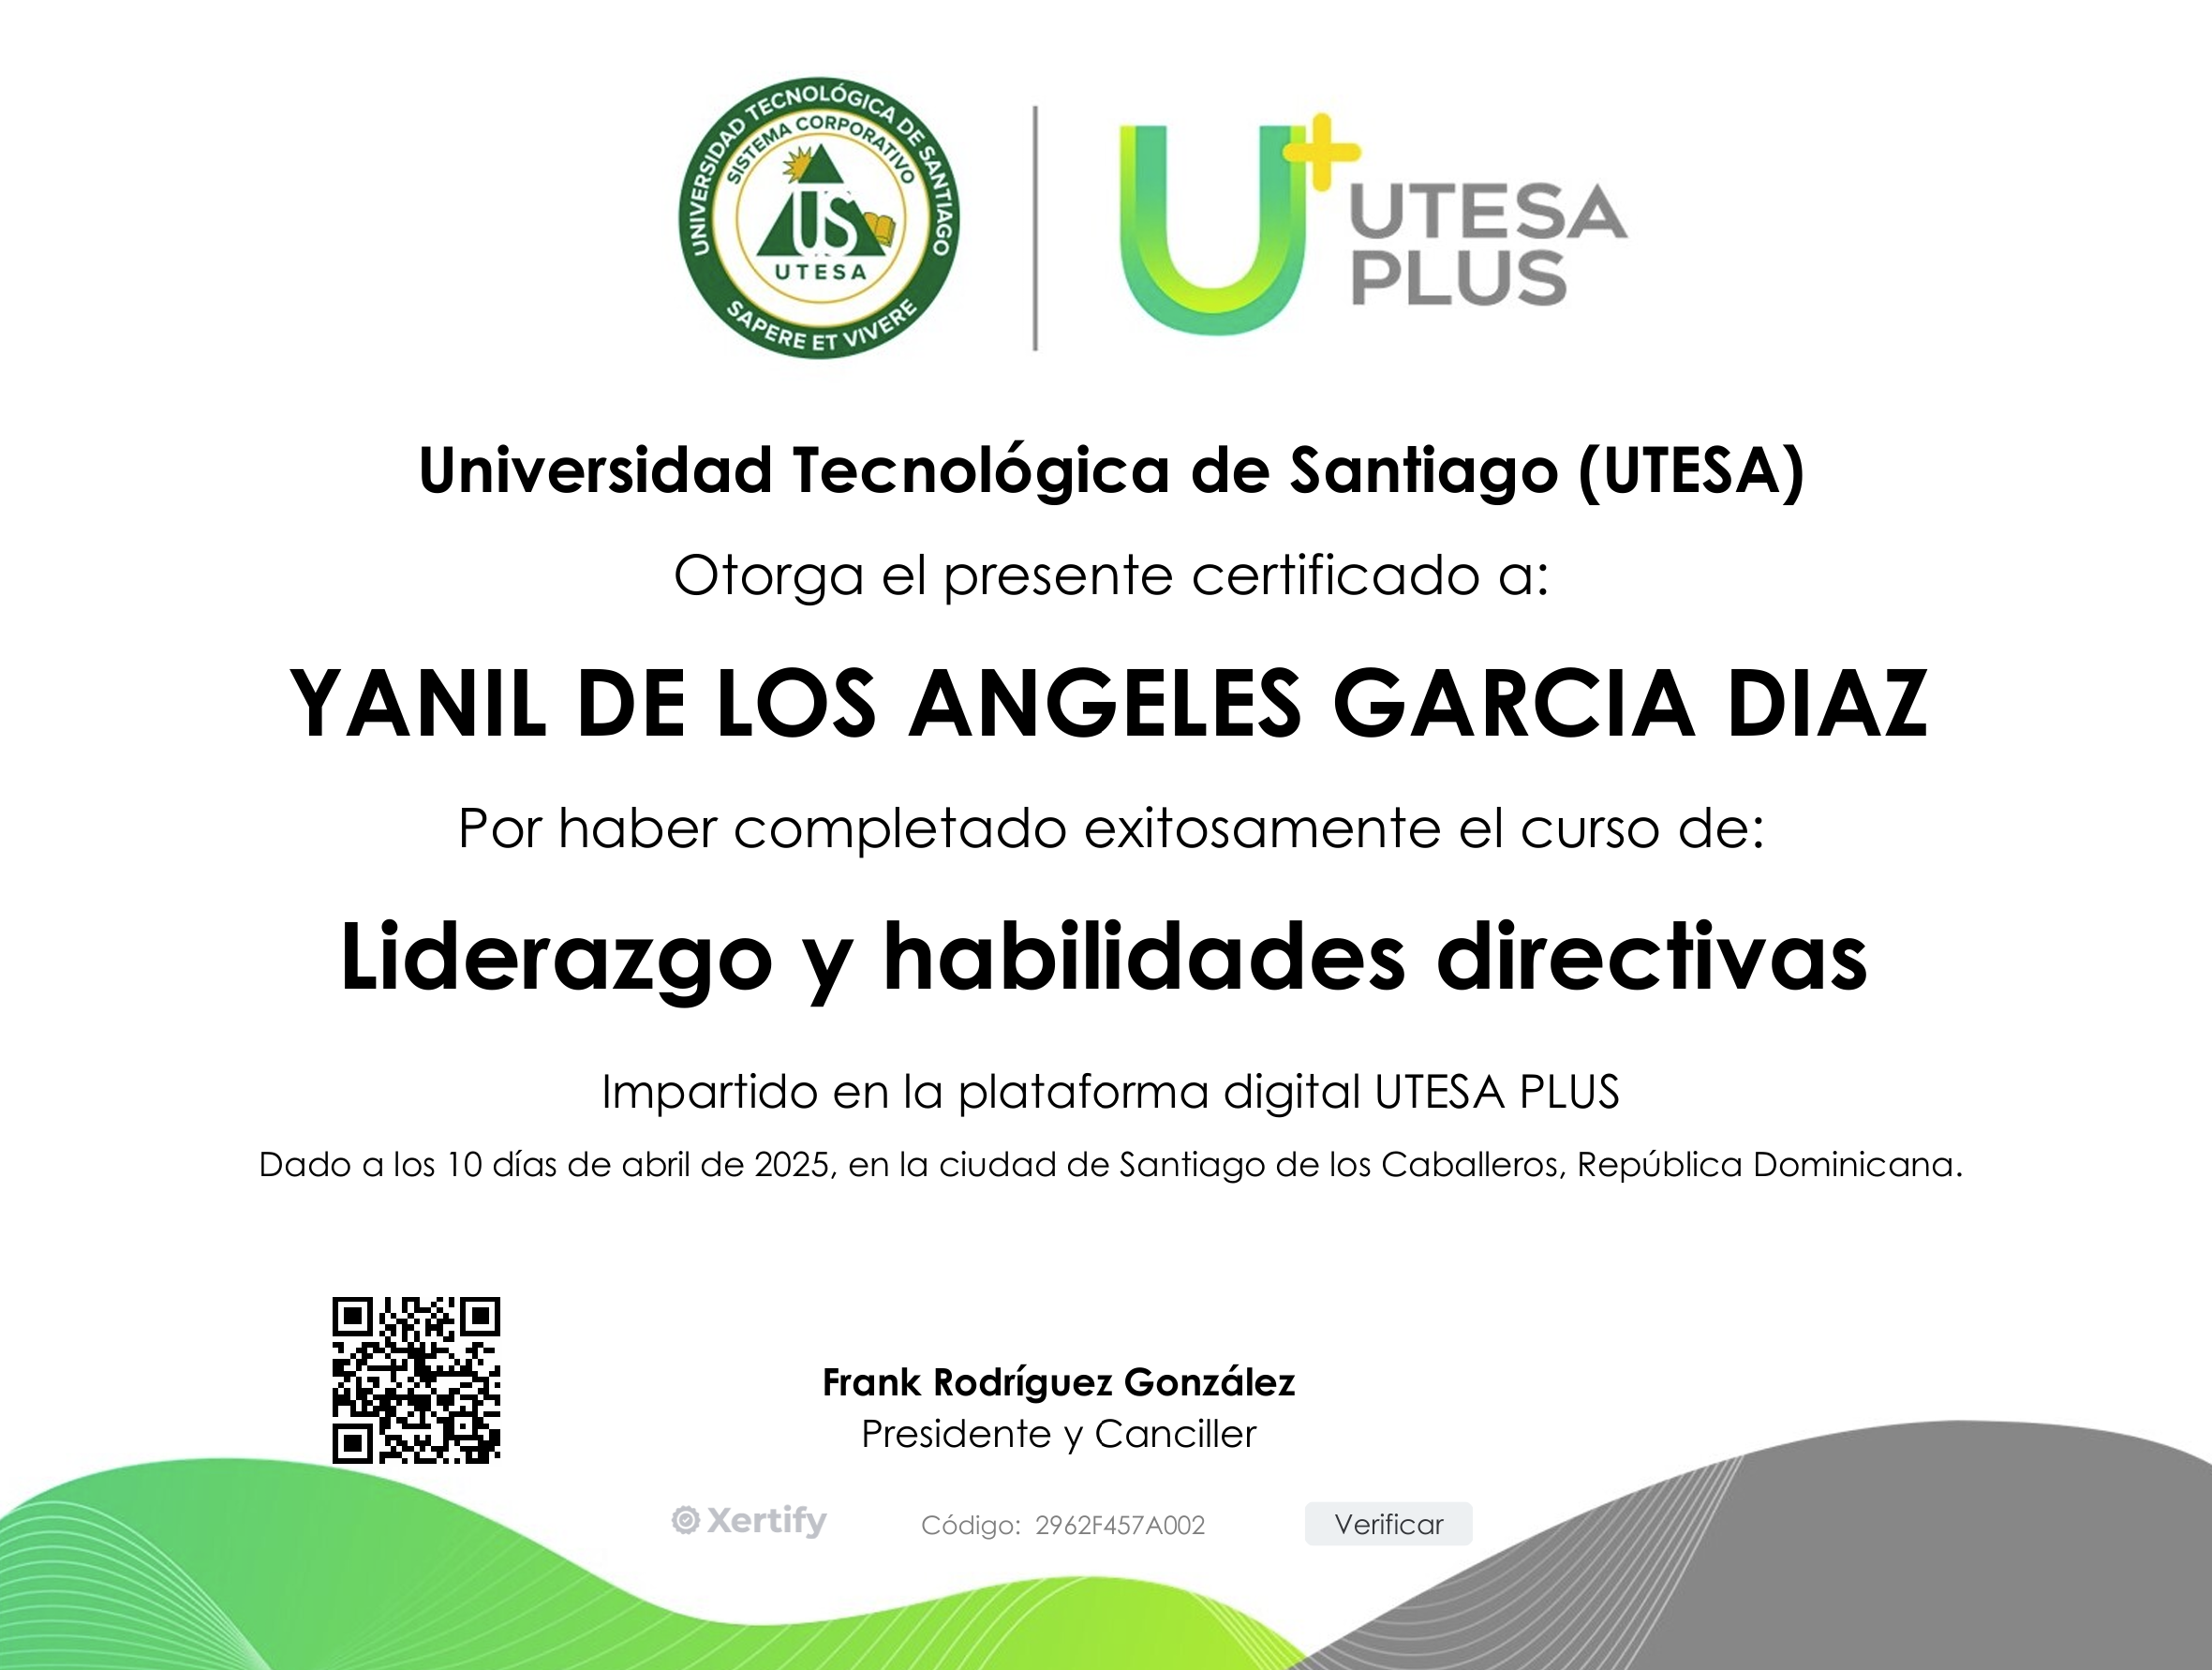 UNIVERSIDAD TECNOLÓGICA DE SANTIAGO
SISTEMA CORPORATIVO
US
UTESA
SAPERE ET VIVERE
U+
UTESA
PLUS
Universidad Tecnológica de Santiago (UTESA)
Otorga el presente certificado a:
YANIL DE LOS ANGELES GARCIA DIAZ
Por haber completado exitosamente el curso de:
Liderazgo y habilidades directivas
Impartido en la plataforma digital UTESA PLUS
Dado a los 10 días de abril de 2025, en la ciudad de Santiago de los Caballeros, República Dominicana.
Frank Rodríguez González
Presidente y Canciller
Xertify Código: 2962F457A002 Verificar